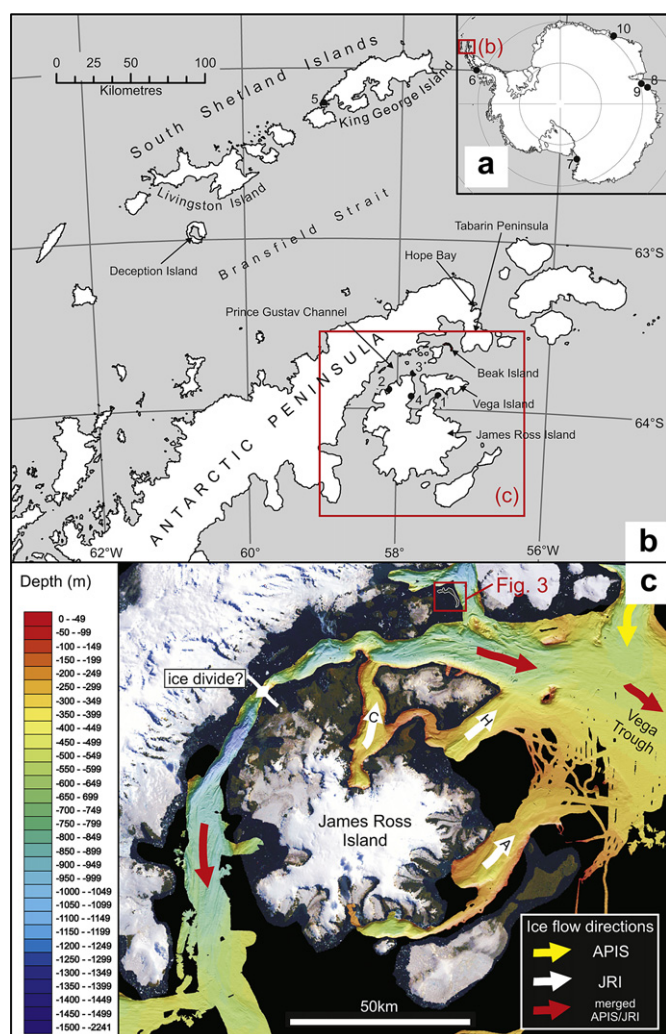 0 50 100
Kilometres
South Shetland Islands
5
King George Island
Livingston Island
Deception Island
Bransfield Strait
(b)
6
10
8
9
7
a
Tabarin Peninsula
Hope Bay
63°S
Prince Gustav Channel
3
2
4
1
Beak Island
Vega Island
64°S
James Ross Island
ANTARCTIC PENINSULA
(c)
62°W
60°
58°
56°
b
Depth (m)
0 - -49
-50 - -99
-100 - -149
-150 - -199
-200 - -249
-250 - -299
-300 - -349
-350 - -399
-400 - -449
-450 - -499
-500 - -549
-550 - -599
-600 - -649
-650 - -699
-700 - -749
-750 - -799
-800 - -849
-850 - -899
-900 - -949
-950 - -999
-1000 - -1049
-1050 - -1099
-1100 - -1149
-1150 - -1199
-1200 - -1249
-1250 - -1299
-1300 - -1349
-1350 - -1399
-1400 - -1449
-1450 - -1499
-1500 - -2241
c
Fig. 3
ice divide?
C
H
Vega
Trough
James Ross
Island
A
Ice flow directions
APIS
JRI
merged
APIS/JRI
50km